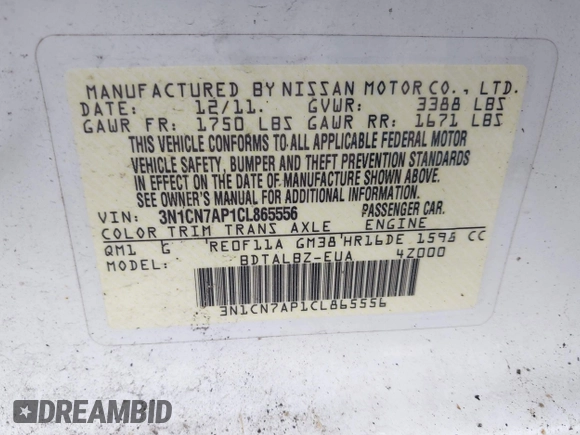 MANUFACTURED BY NISSAN MOTOR CO., LTD.
DATE: 12/11. GVWR: 3388 LBS
GAWR FR: 1750 LBS GAWR RR: 1671 LBS
THIS VEHICLE CONFORMS TO ALL APPLICABLE FEDERAL MOTOR
VEHICLE SAFETY, BUMPER AND THEFT PREVENTION STANDARDS
IN EFFECT ON THE DATE OF MANUFACTURE SHOWN ABOVE.
SEE OWNER'S MANUAL FOR ADDITIONAL INFORMATION.
VIN: 3N1CN7AP1CL865556 PASSENGER CAR.
COLOR TRIM TRANS AXLE ENGINE
QM1 G RE0F11A GM38 HR16DE 1598 CC
MODEL: BDTALBZ-EUA 4Z000
3N1CN7AP1CL865556
DREAMBID